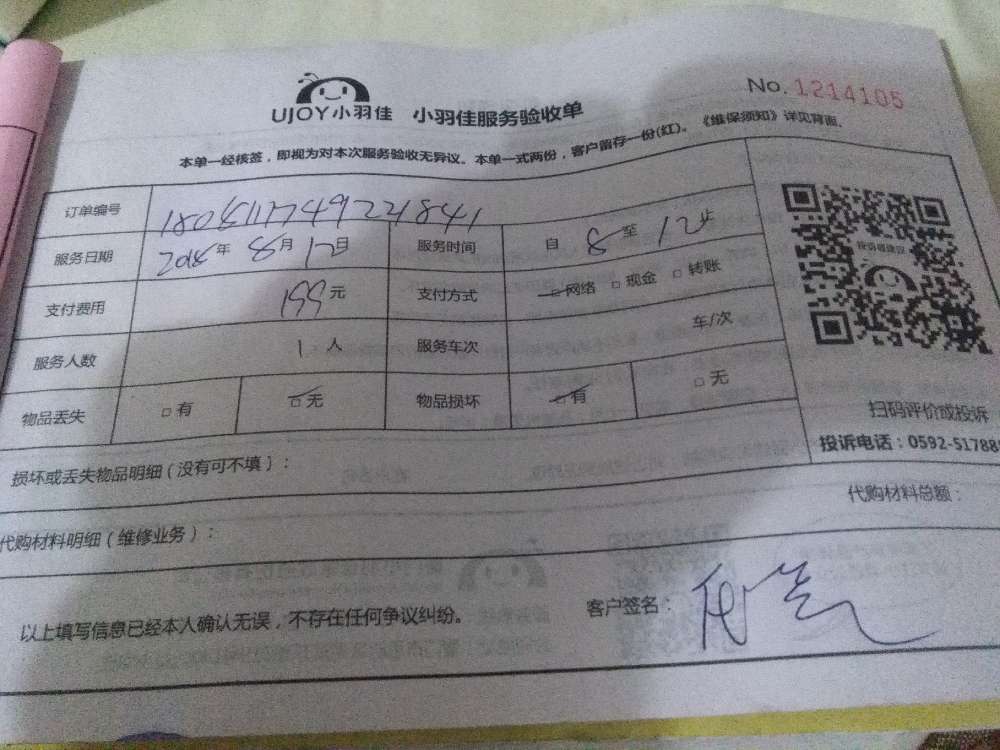 UJOY小羽佳 小羽佳服务验收单 No.1214105
本单一经核签，即视为对本次服务验收无异议。本单一式两份，客户留存一份(红)。《维保须知》详见背面。
订单编号
服务日期 2018年8月12日 服务时间 自 8 至 12
支付费用 199元 支付方式 □网络 □现金 □转账
服务人数 1人 服务车次 车/次
物品丢失 □有 □无 物品损坏 □有 □无
投诉和建议
扫码评价或投诉
投诉电话：0592-51788
损坏或丢失物品明细(没有可不填)：
代购材料总额：
代购材料明细(维修业务)：
以上填写信息已经本人确认无误，不存在任何争议纠纷。 客户签名：